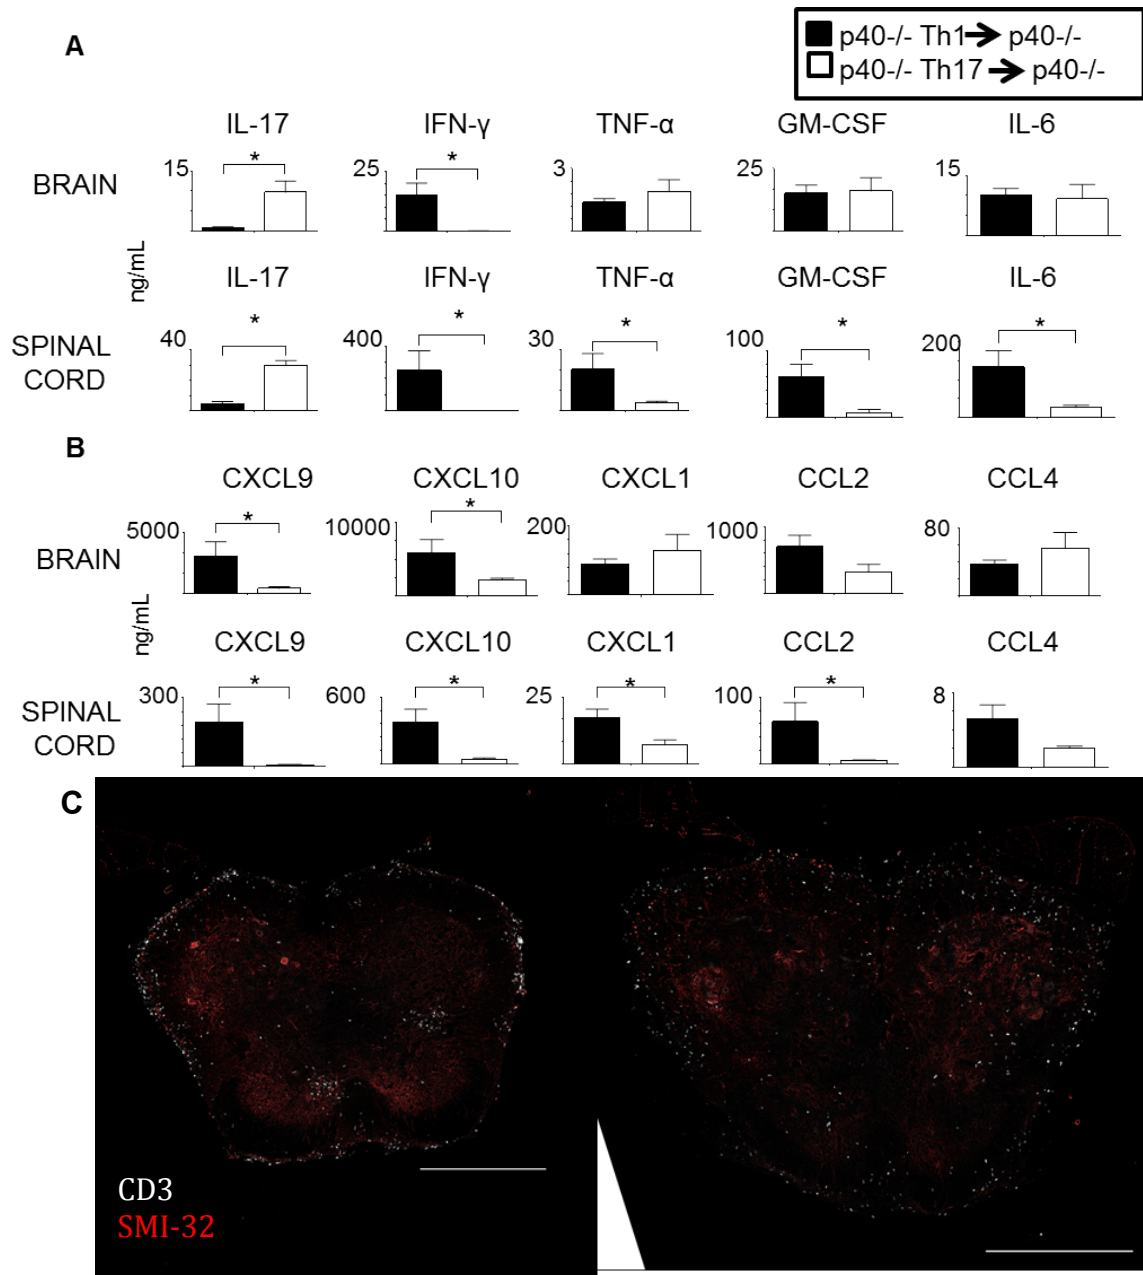 A
p40-/- Th1→ p40-/-
p40-/- Th17 → p40-/-
IL-17 IFN-γ TNF-α GM-CSF IL-6
BRAIN
15 25 3 25 15
*  *
ng/mL
IL-17 IFN-γ TNF-α GM-CSF IL-6
SPINAL
CORD
40 400 30 100 200
* * * * *
B
CXCL9 CXCL10 CXCL1 CCL2 CCL4
BRAIN
5000 10000 200 1000 80
* *
ng/mL
CXCL9 CXCL10 CXCL1 CCL2 CCL4
SPINAL
CORD
300 600 25 100 8
* * * *
C
CD3
SMI-32